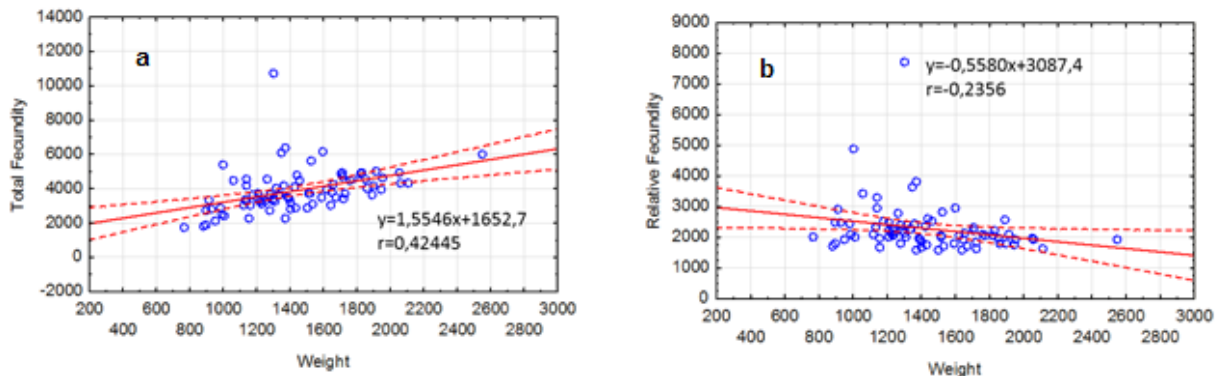 14000
12000
10000
8000
6000
4000
2000
0
-2000
Total Fecundity
a
y=1,5546x+1652,7
r=0,42445
200 600 1000 1400 1800 2200 2600 3000
400 800 1200 1600 2000 2400 2800
Weight
9000
8000
7000
6000
5000
4000
3000
2000
1000
0
Relative Fecundity
b
y=-0,5580x+3087,4
r=-0,2356
200 600 1000 1400 1800 2200 2600 3000
400 800 1200 1600 2000 2400 2800
Weight